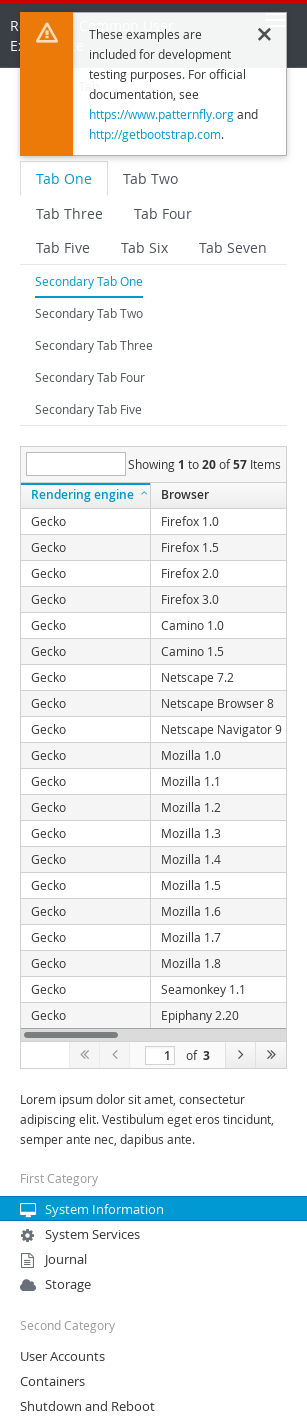 These examples are
included for development
testing purposes. For official
documentation, see
https://www.patternfly.org and
http://getbootstrap.com.
Tab One Tab Two
Tab Three Tab Four
Tab Five Tab Six Tab Seven
Secondary Tab One
Secondary Tab Two
Secondary Tab Three
Secondary Tab Four
Secondary Tab Five
Showing 1 to 20 of 57 Items
Rendering engine Browser
Gecko Firefox 1.0
Gecko Firefox 1.5
Gecko Firefox 2.0
Gecko Firefox 3.0
Gecko Camino 1.0
Gecko Camino 1.5
Gecko Netscape 7.2
Gecko Netscape Browser 8
Gecko Netscape Navigator 9
Gecko Mozilla 1.0
Gecko Mozilla 1.1
Gecko Mozilla 1.2
Gecko Mozilla 1.3
Gecko Mozilla 1.4
Gecko Mozilla 1.5
Gecko Mozilla 1.6
Gecko Mozilla 1.7
Gecko Mozilla 1.8
Gecko Seamonkey 1.1
Gecko Epiphany 2.20
1 of 3
Lorem ipsum dolor sit amet, consectetur
adipiscing elit. Vestibulum eget eros tincidunt,
semper ante nec, dapibus ante.
First Category
System Information
System Services
Journal
Storage
Second Category
User Accounts
Containers
Shutdown and Reboot